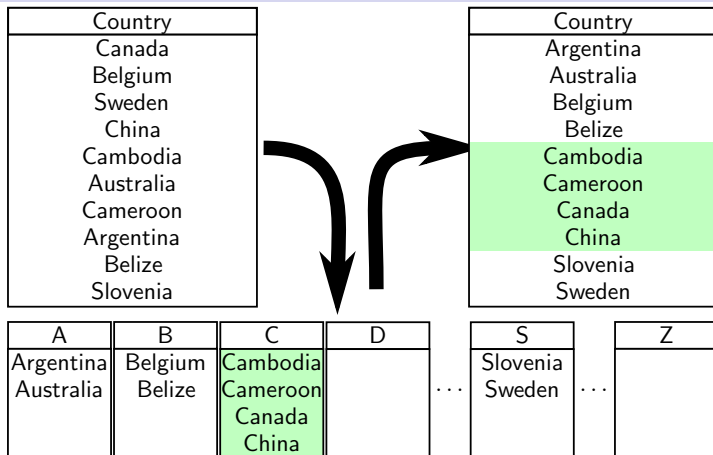 Country
Canada
Belgium
Sweden
China
Cambodia
Australia
Cameroon
Argentina
Belize
Slovenia
Country
Argentina
Australia
Belgium
Belize
Cambodia
Cameroon
Canada
China
Slovenia
Sweden
A
Argentina
Australia
B
Belgium
Belize
C
Cambodia
Cameroon
Canada
China
D
...
S
Slovenia
Sweden
...
Z